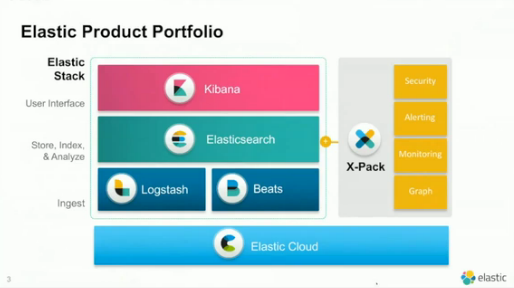 Elastic Product Portfolio
Elastic
Stack
User Interface
Kibana
Store, Index,
& Analyze
Elasticsearch
Ingest
Logstash
Beats
+
X-Pack
Security
Alerting
Monitoring
Graph
Elastic Cloud
3
elastic